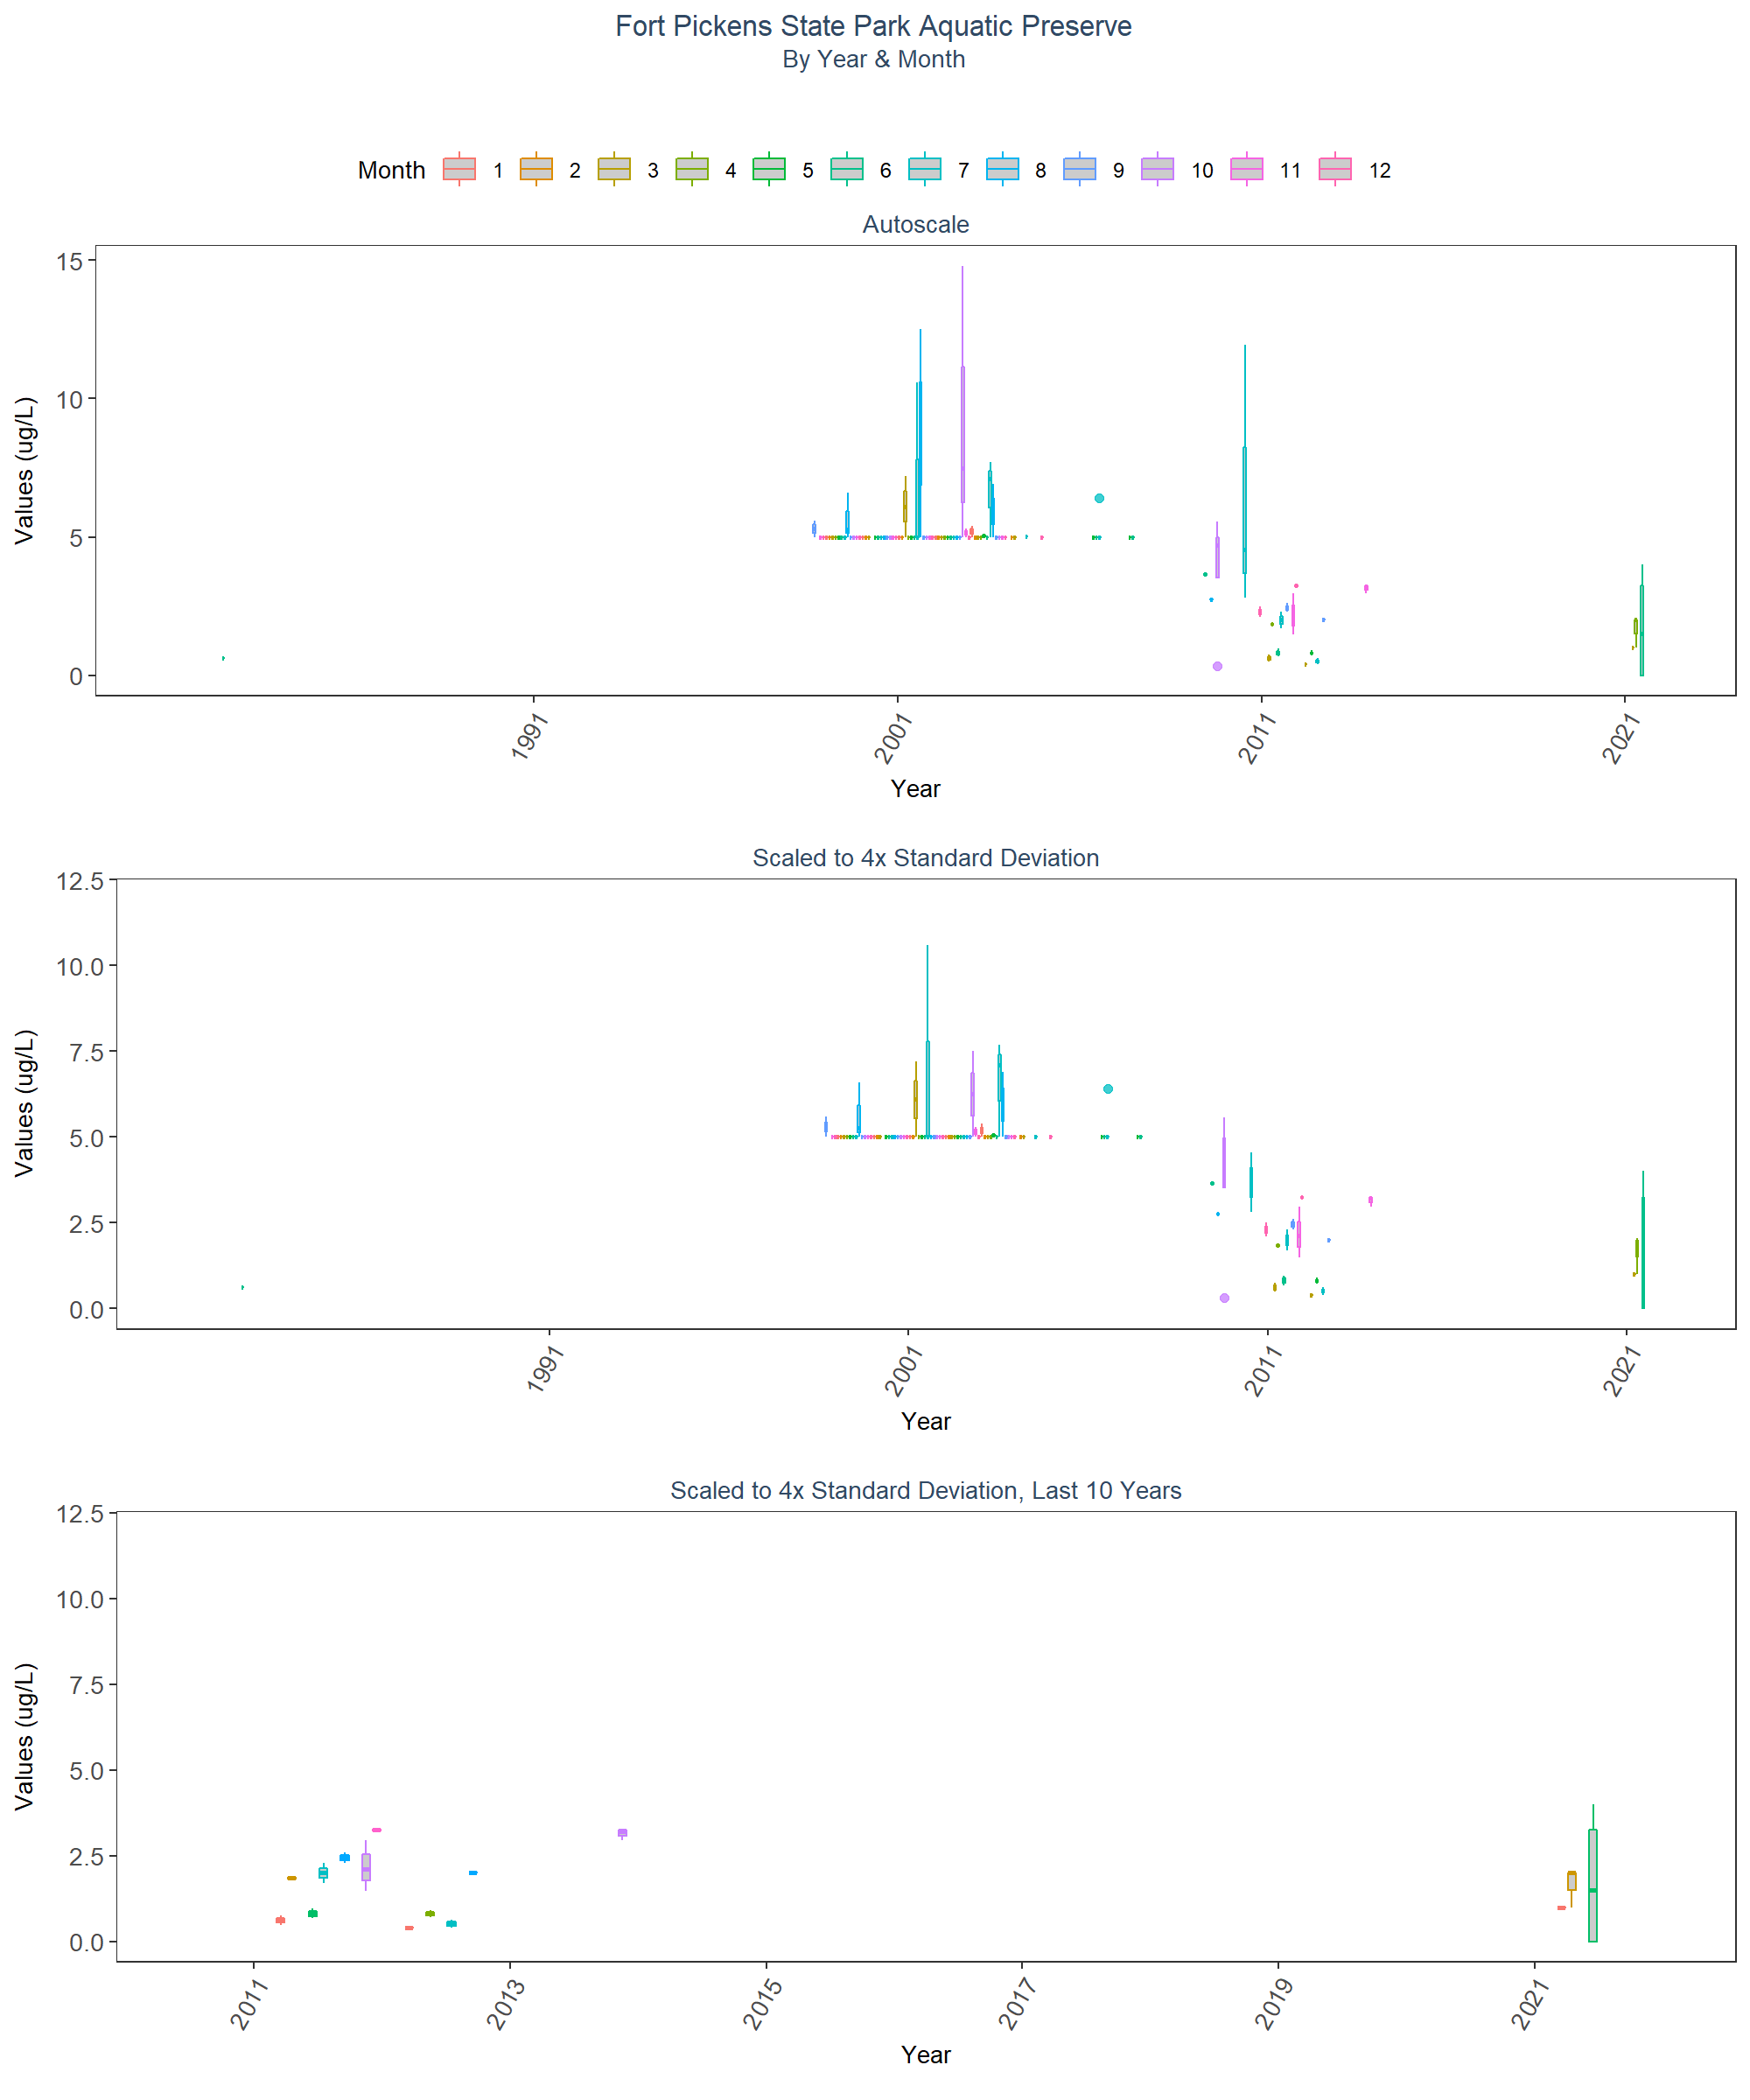 Fort Pickens State Park Aquatic Preserve
By Year & Month
Month 1 2 3 4 5 6 7 8 9 10 11 12
Autoscale
Values (ug/L)
15
10
5
0
1991 2001 2011 2021
Year
Scaled to 4x Standard Deviation
Values (ug/L)
12.5
10.0
7.5
5.0
2.5
0.0
1991 2001 2011 2021
Year
Scaled to 4x Standard Deviation, Last 10 Years
Values (ug/L)
12.5
10.0
7.5
5.0
2.5
0.0
2011 2013 2015 2017 2019 2021
Year